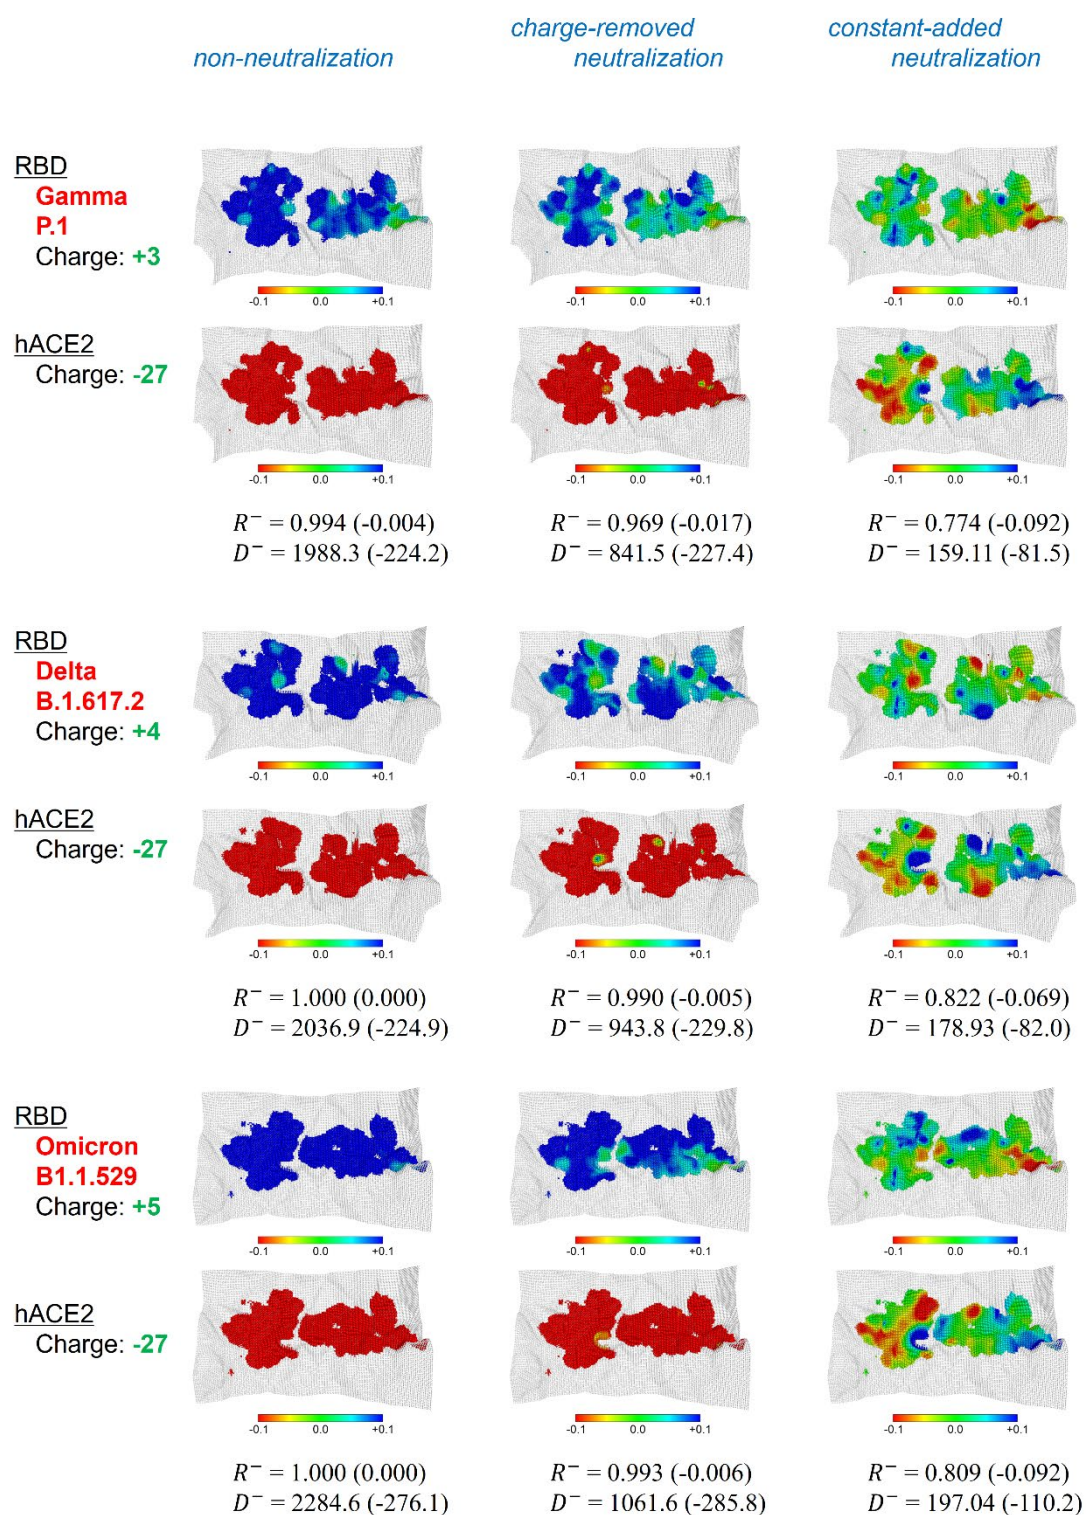 non-neutralization
charge-removed
neutralization
constant-added
neutralization
RBD
Gamma
P.1
Charge: +3
-0.1 0.0 +0.1
-0.1 0.0 +0.1
-0.1 0.0 +0.1
hACE2
Charge: -27
-0.1 0.0 +0.1
-0.1 0.0 +0.1
-0.1 0.0 +0.1
R⁻ = 0.994 (-0.004)
D⁻ = 1988.3 (-224.2)
R⁻ = 0.969 (-0.017)
D⁻ = 841.5 (-227.4)
R⁻ = 0.774 (-0.092)
D⁻ = 159.11 (-81.5)
RBD
Delta
B.1.617.2
Charge: +4
-0.1 0.0 +0.1
-0.1 0.0 +0.1
-0.1 0.0 +0.1
hACE2
Charge: -27
-0.1 0.0 +0.1
-0.1 0.0 +0.1
-0.1 0.0 +0.1
R⁻ = 1.000 (0.000)
D⁻ = 2036.9 (-224.9)
R⁻ = 0.990 (-0.005)
D⁻ = 943.8 (-229.8)
R⁻ = 0.822 (-0.069)
D⁻ = 178.93 (-82.0)
RBD
Omicron
B1.1.529
Charge: +5
-0.1 0.0 +0.1
-0.1 0.0 +0.1
-0.1 0.0 +0.1
hACE2
Charge: -27
-0.1 0.0 +0.1
-0.1 0.0 +0.1
-0.1 0.0 +0.1
R⁻ = 1.000 (0.000)
D⁻ = 2284.6 (-276.1)
R⁻ = 0.993 (-0.006)
D⁻ = 1061.6 (-285.8)
R⁻ = 0.809 (-0.092)
D⁻ = 197.04 (-110.2)